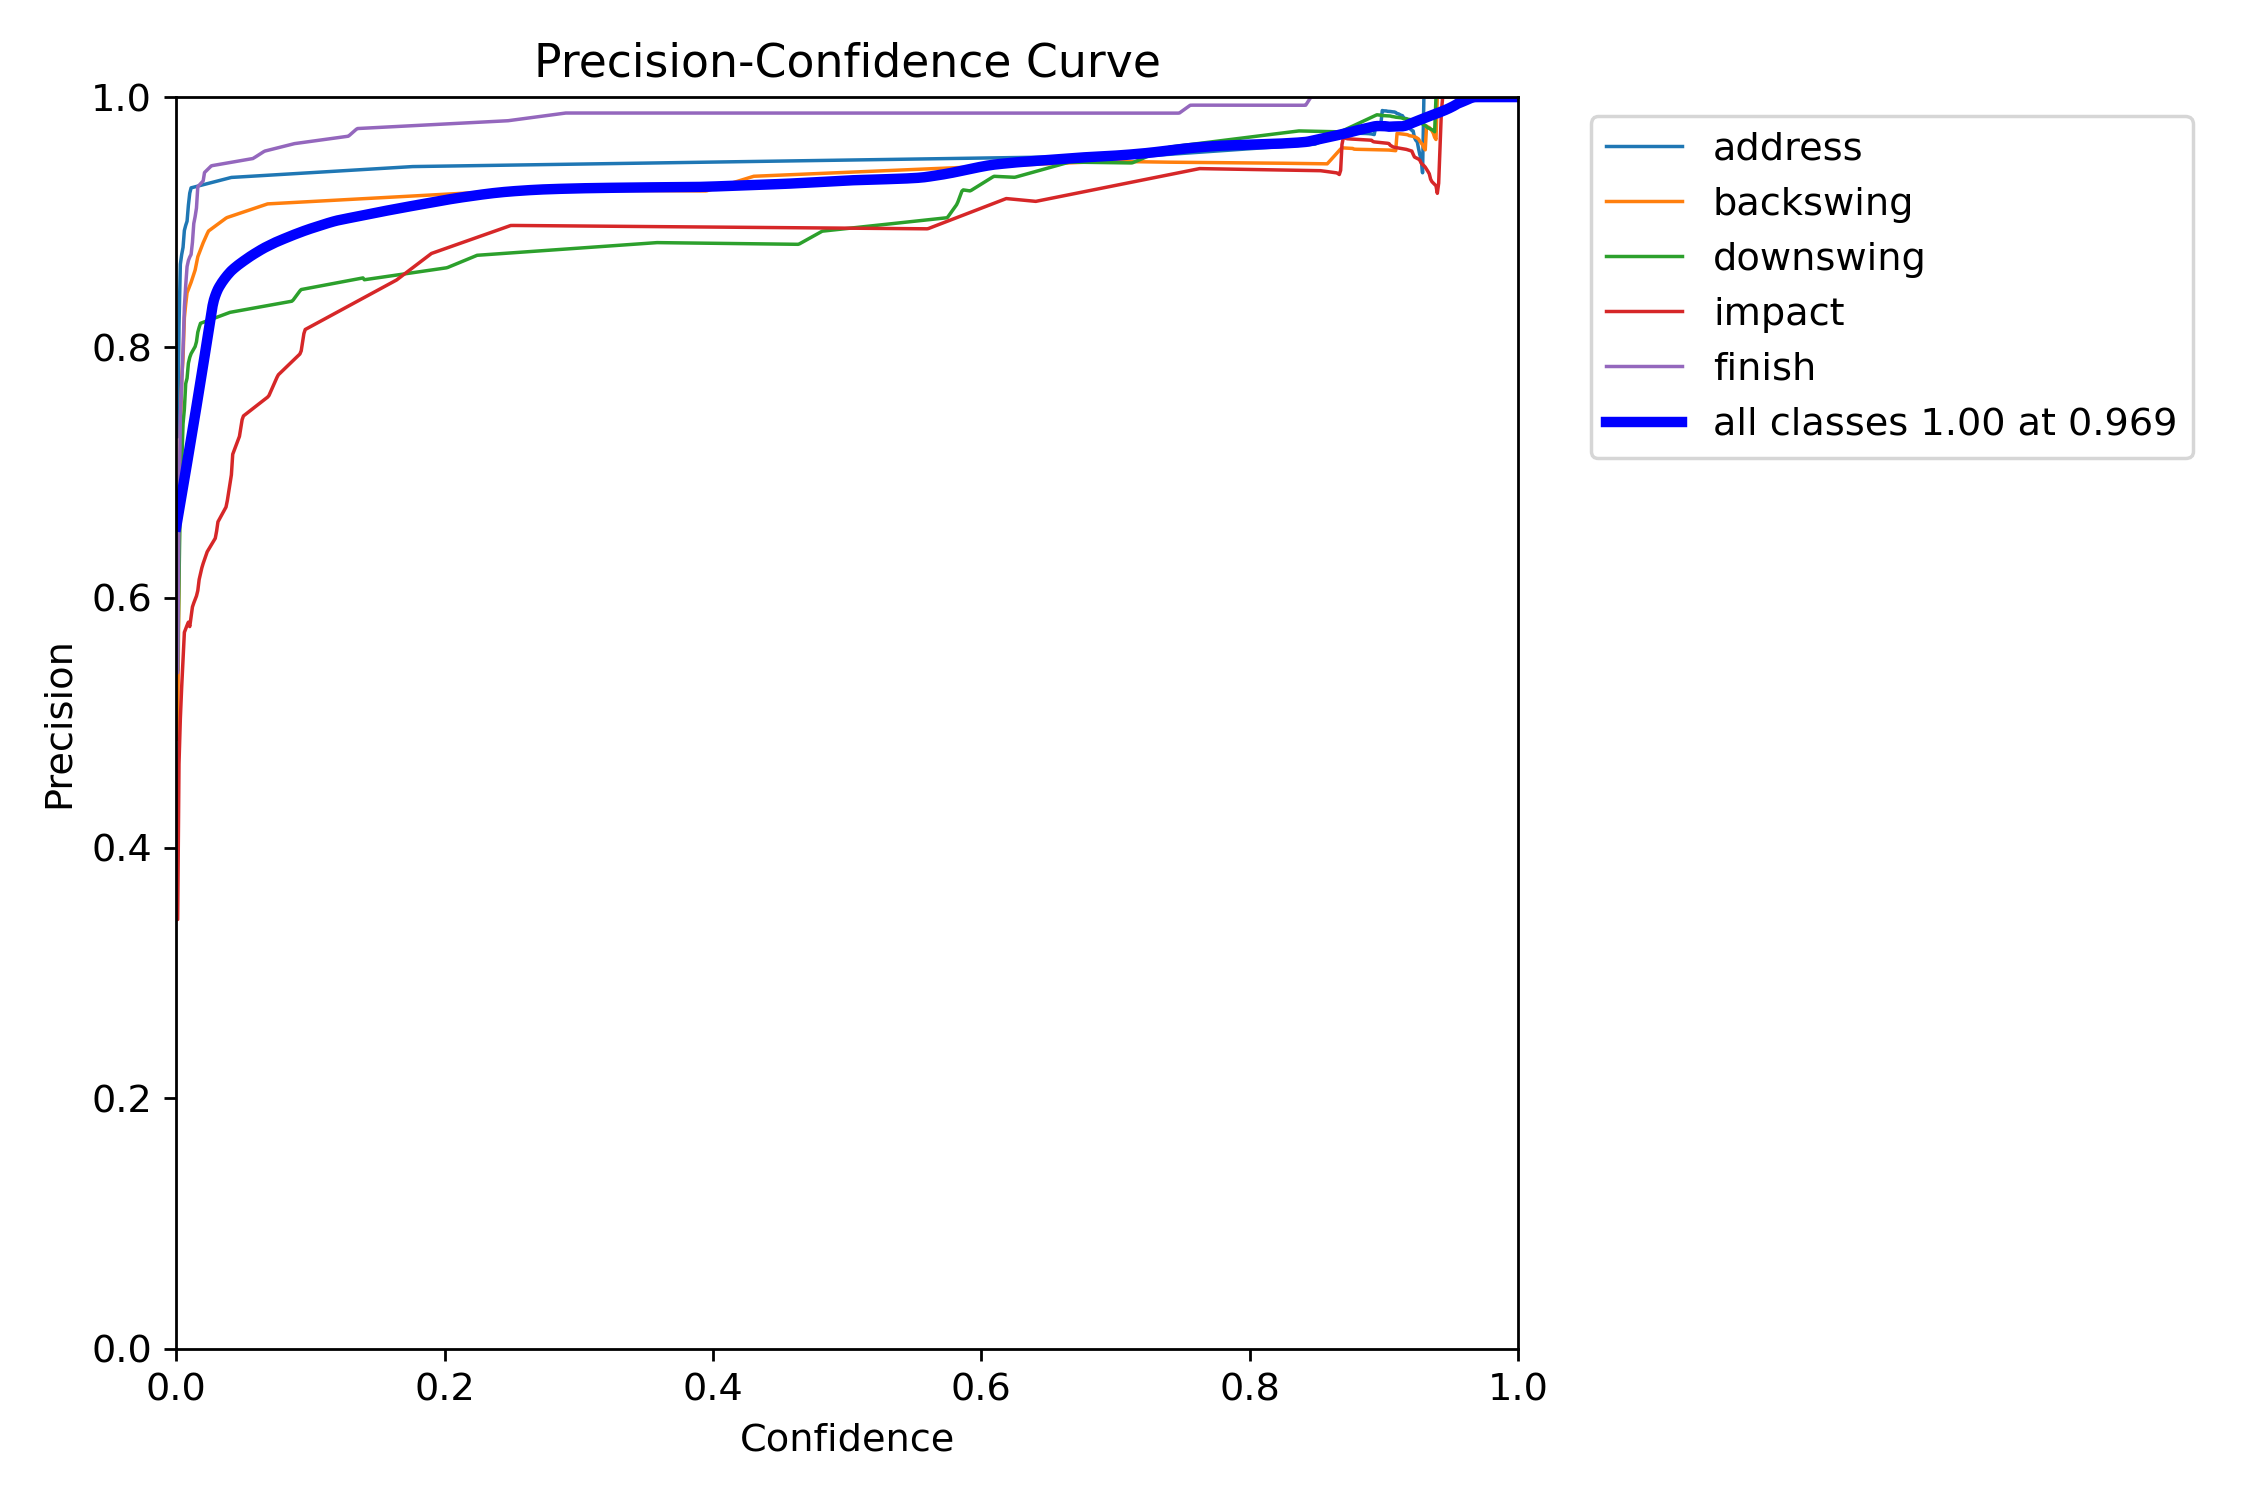 Precision-Confidence Curve
1.0
0.8
0.6
0.4
0.2
0.0
Precision
0.0 0.2 0.4 0.6 0.8 1.0
Confidence
address
backswing
downswing
impact
finish
all classes 1.00 at 0.969